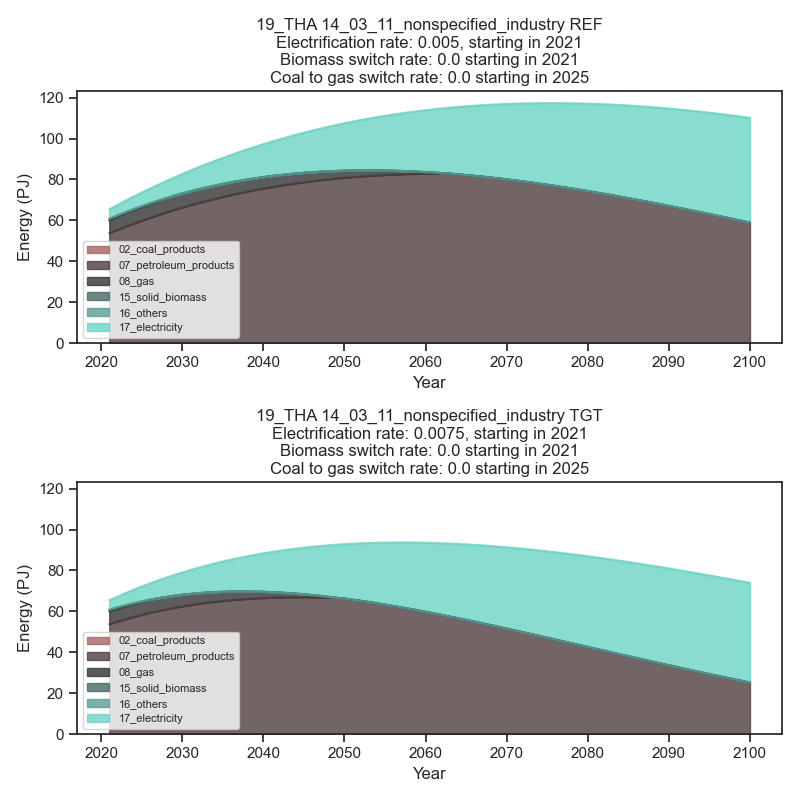 19_THA 14_03_11_nonspecified_industry REF
Electrification rate: 0.005, starting in 2021
Biomass switch rate: 0.0 starting in 2021
Coal to gas switch rate: 0.0 starting in 2025
120
100
80
60
40
20
0
Energy (PJ)
02_coal_products
07_petroleum_products
08_gas
15_solid_biomass
16_others
17_electricity
2020 2030 2040 2050 2060 2070 2080 2090 2100
Year
19_THA 14_03_11_nonspecified_industry TGT
Electrification rate: 0.0075, starting in 2021
Biomass switch rate: 0.0 starting in 2021
Coal to gas switch rate: 0.0 starting in 2025
120
100
80
60
40
20
0
Energy (PJ)
02_coal_products
07_petroleum_products
08_gas
15_solid_biomass
16_others
17_electricity
2020 2030 2040 2050 2060 2070 2080 2090 2100
Year